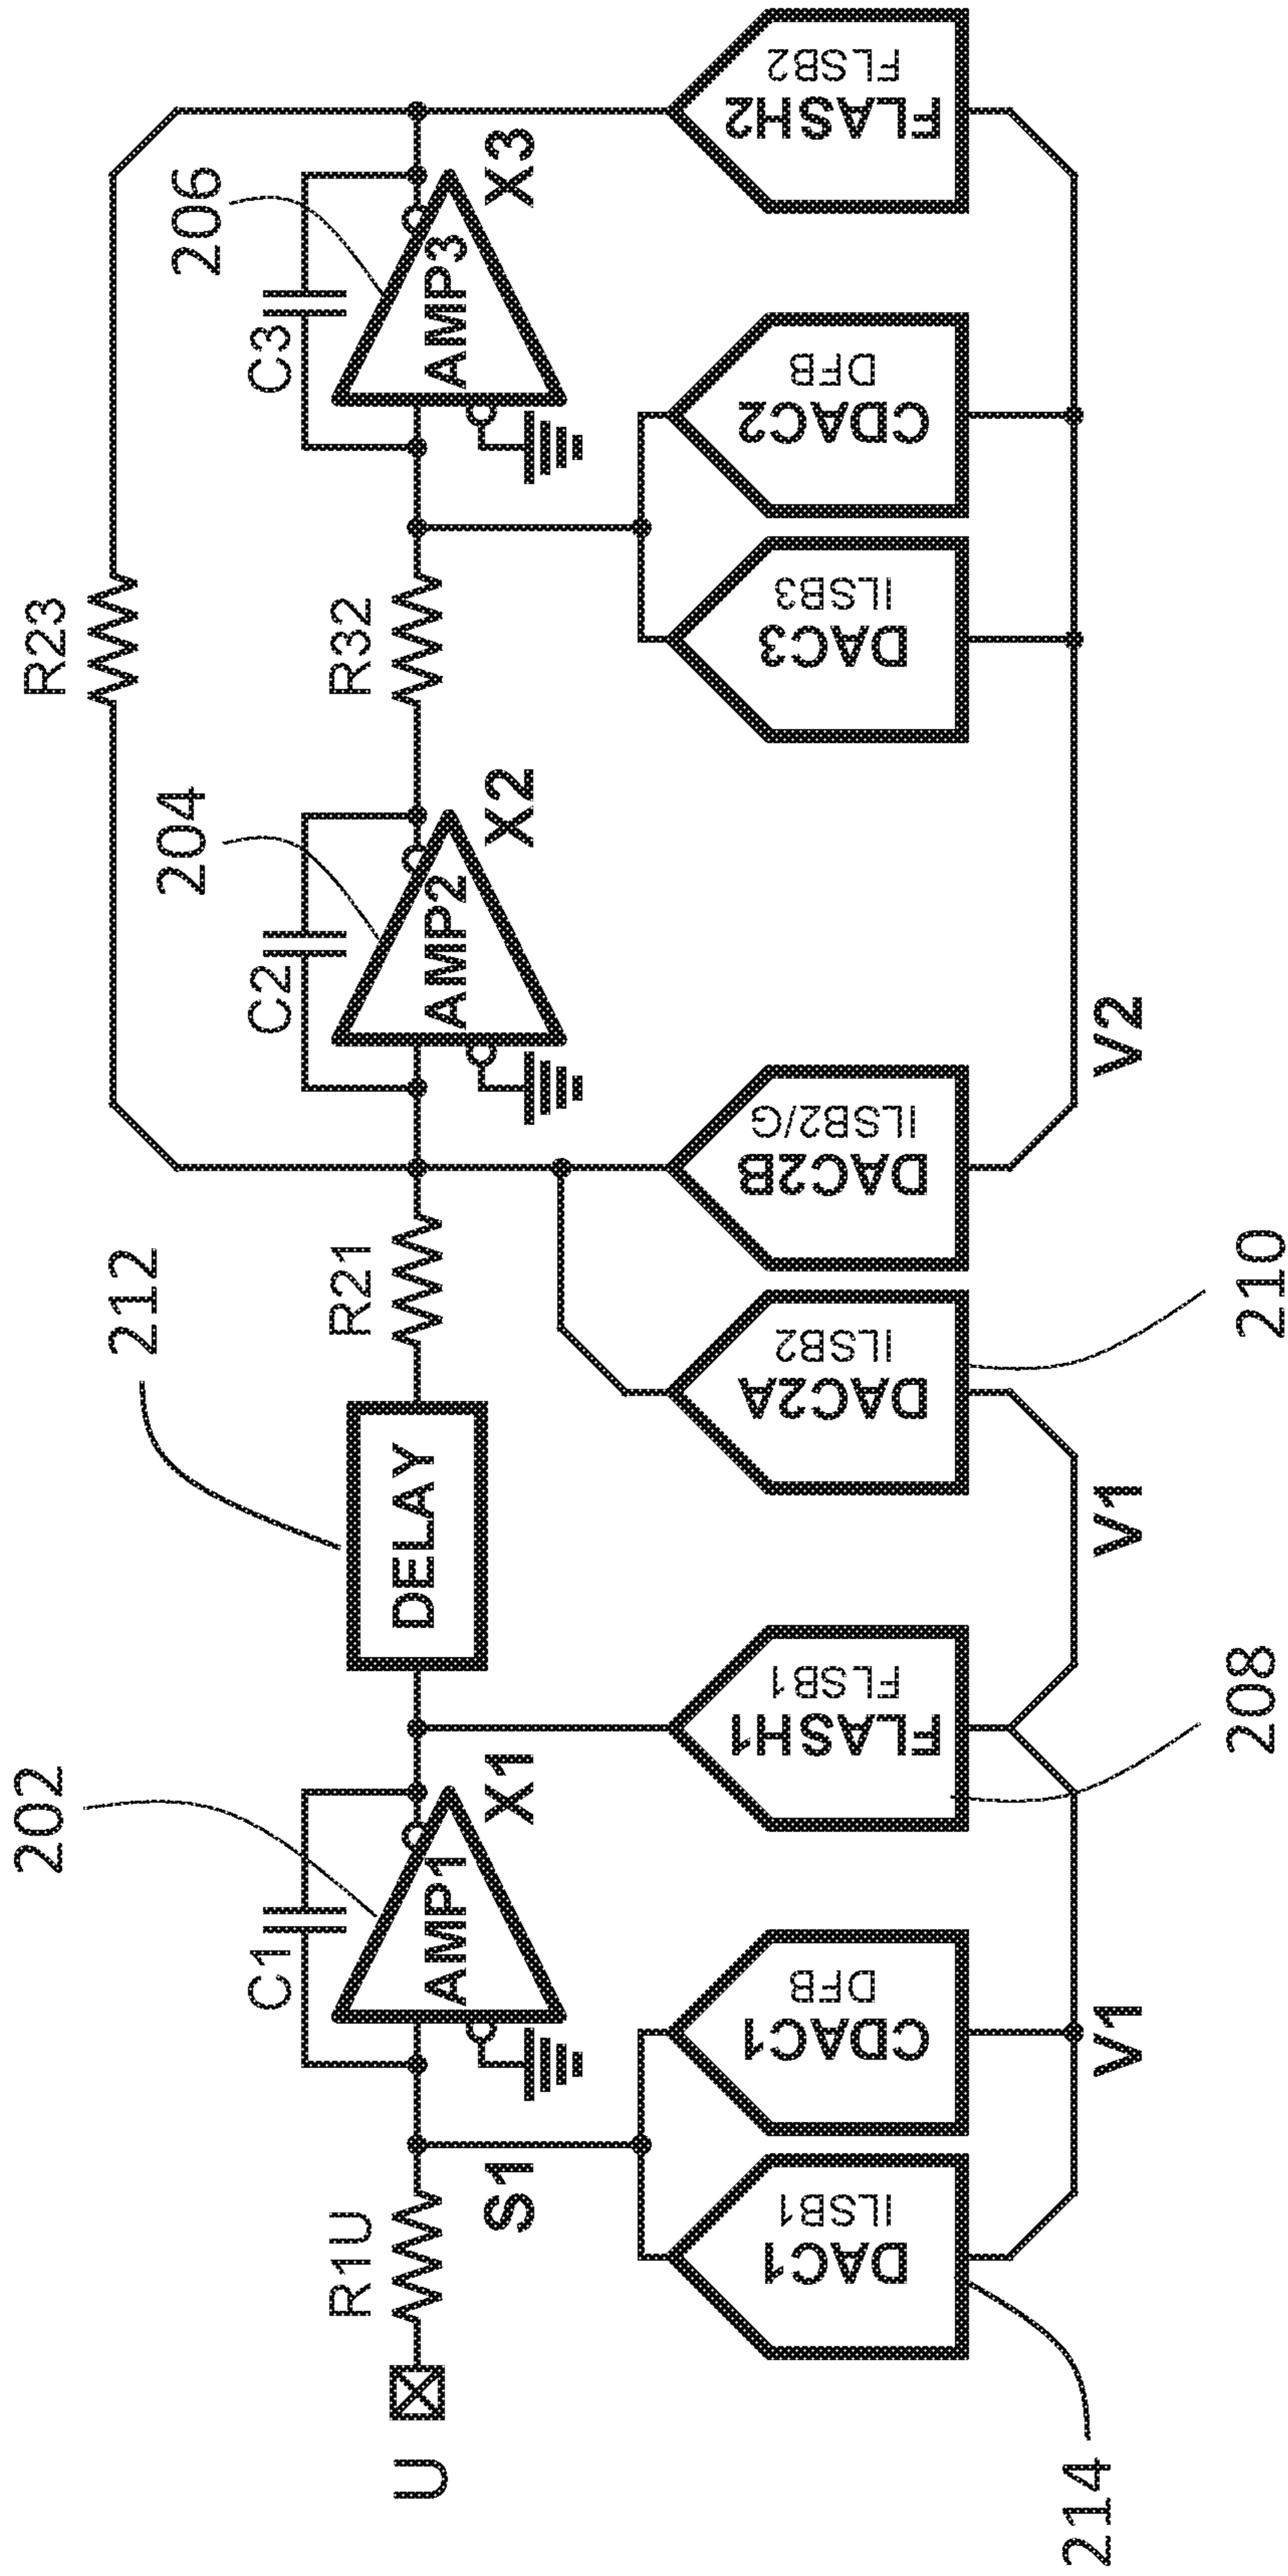 202
212
204
206
R23
C1
C2
C3
R1U
R21
R32
U
AMP1
DELAY
AMP2
AMP3
S1
X1
X2
X3
DAC1
ILSB1
CDAC1
DFB
FLASH1
FLSB1
DAC2A
ILSB2
DAC2B
ILSB2/G
DAC3
ILSB3
CDAC2
DFB
FLASH2
FLSB2
V1
V1
V2
214
208
210